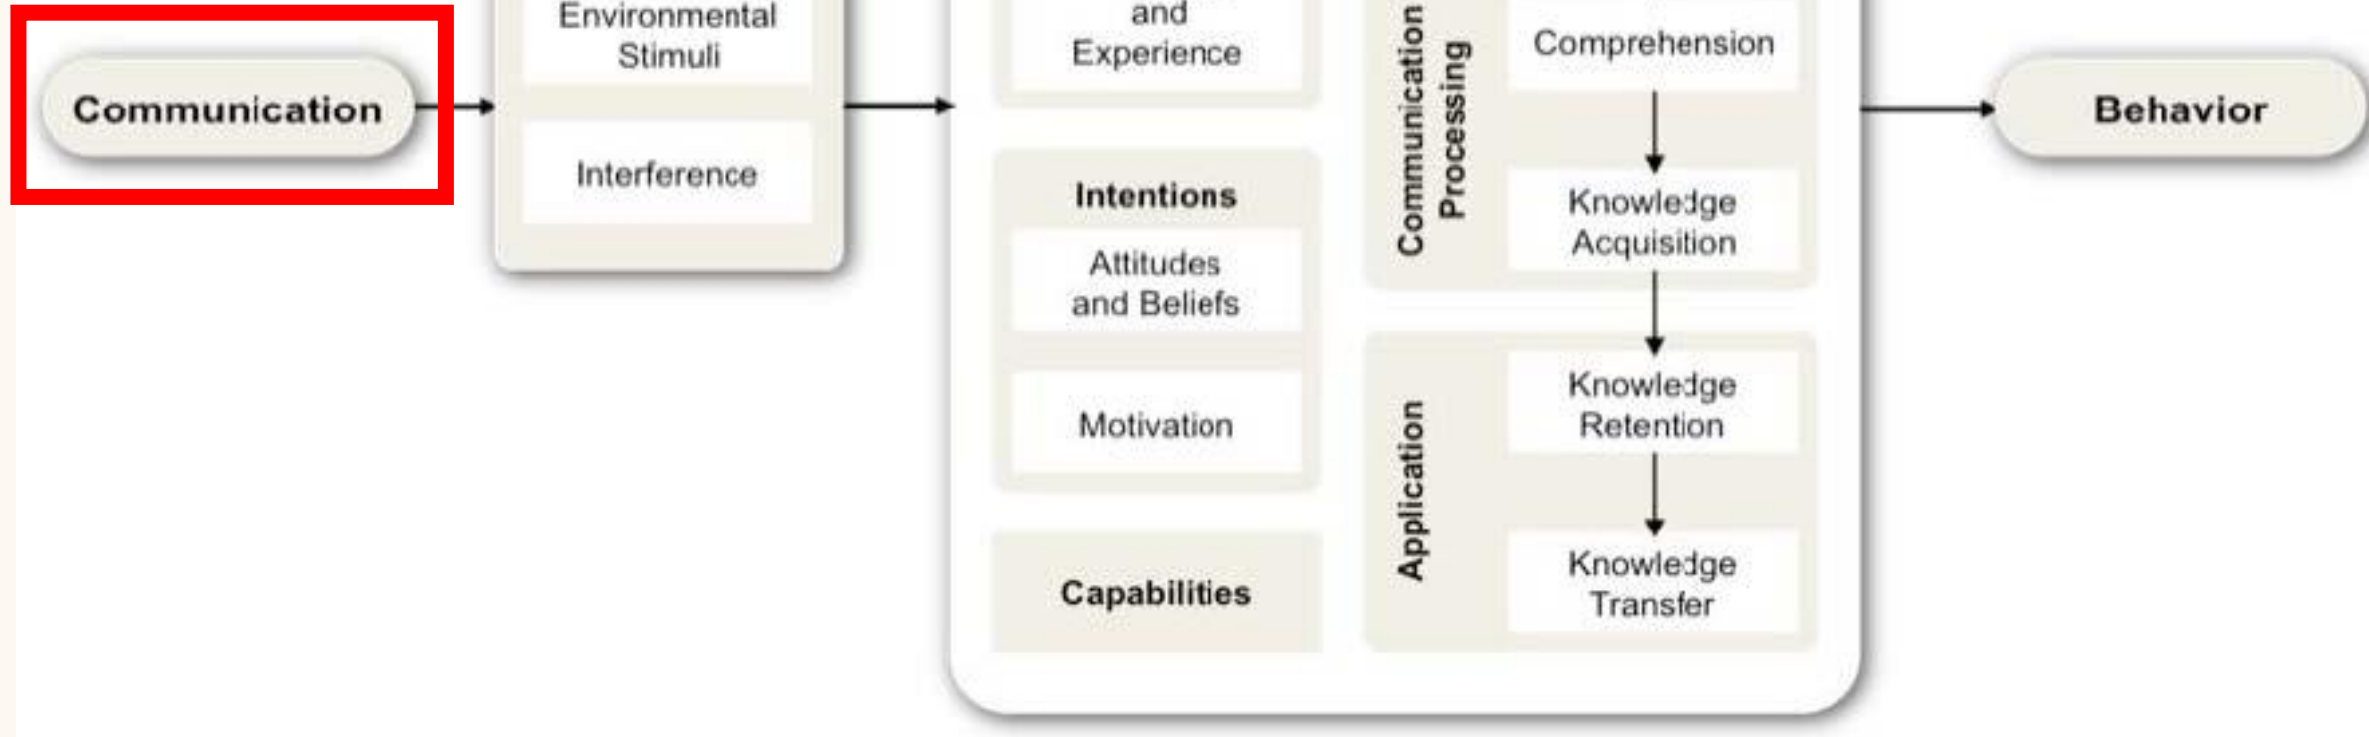 Communication
Environmental
Stimuli
Interference
and
Experience
Intentions
Attitudes
and Beliefs
Motivation
Capabilities
Communication
Processing
Comprehension
Knowledge
Acquisition
Application
Knowledge
Retention
Knowledge
Transfer
Behavior